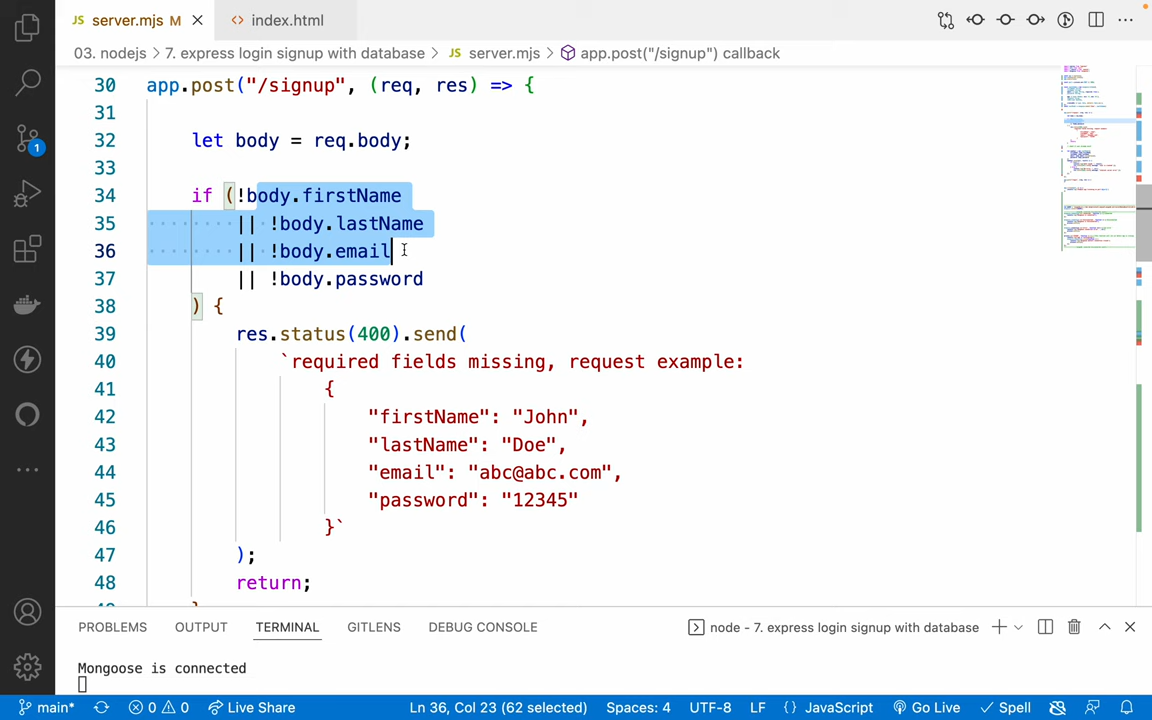 JS server.mjs M
<> index.html
03. nodejs > 7. express login signup with database > JS server.mjs > app.post("/signup") callback
30 app.post("/signup", (req, res) => {
31
32 let body = req.body;
33
34 if (!body.firstName
35 || !body.lastName
36 || !body.email
37 || !body.password
38 ) {
39 res.status(400).send(
40 `required fields missing, request example:
41 {
42 "firstName": "John",
43 "lastName": "Doe",
44 "email": "abc@abc.com",
45 "password": "12345"
46 }`
47 );
48 return;
1
PROBLEMS OUTPUT TERMINAL GITLENS DEBUG CONSOLE
node - 7. express login signup with database
Mongoose is connected
main* 0 0 Live Share Ln 36, Col 23 (62 selected) Spaces: 4 UTF-8 LF {} JavaScript Go Live Spell